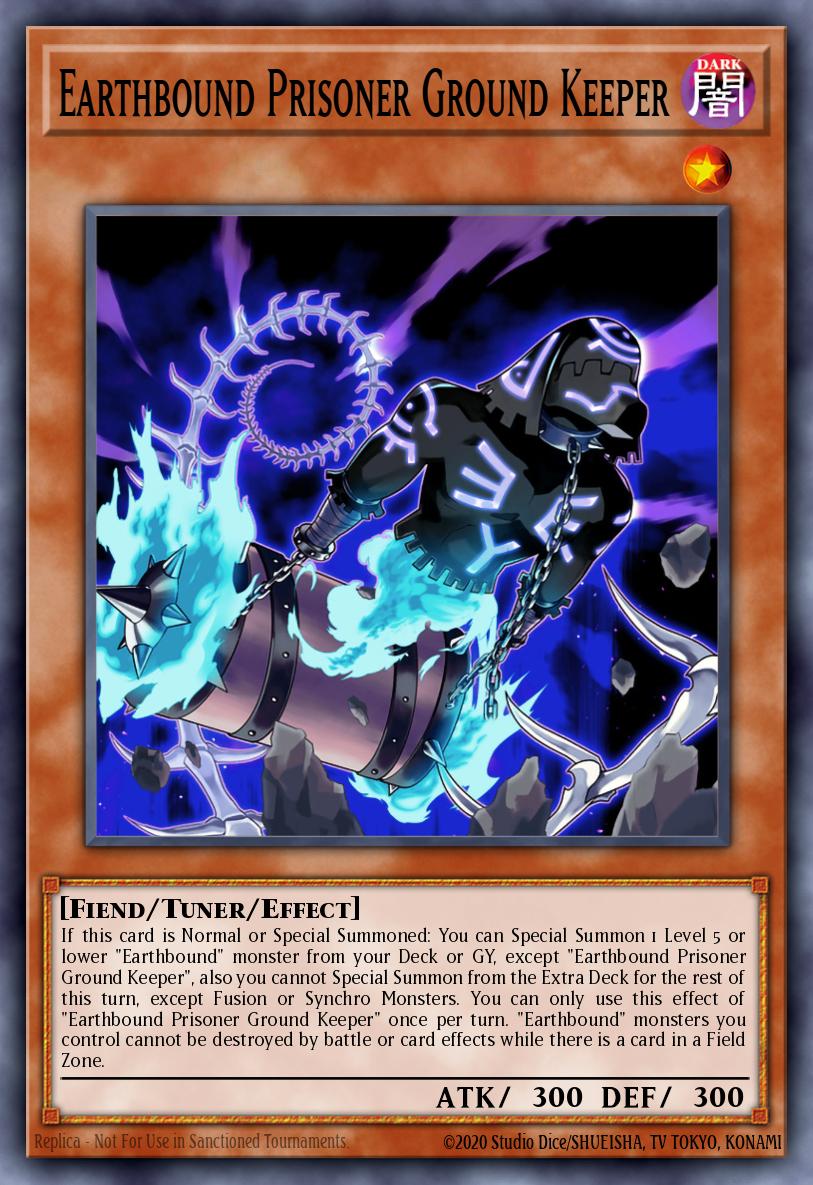 Earthbound Prisoner Ground Keeper
DARK
闇
[Fiend/Tuner/Effect]
If this card is Normal or Special Summoned: You can Special Summon 1 Level 5 or
lower "Earthbound" monster from your Deck or GY, except "Earthbound Prisoner
Ground Keeper", also you cannot Special Summon from the Extra Deck for the rest of
this turn, except Fusion or Synchro Monsters. You can only use this effect of
"Earthbound Prisoner Ground Keeper" once per turn. "Earthbound" monsters you
control cannot be destroyed by battle or card effects while there is a card in a Field
Zone.
ATK/ 300 DEF/ 300
Replica - Not For Use in Sanctioned Tournaments.
©2020 Studio Dice/SHUEISHA, TV TOKYO, KONAMI